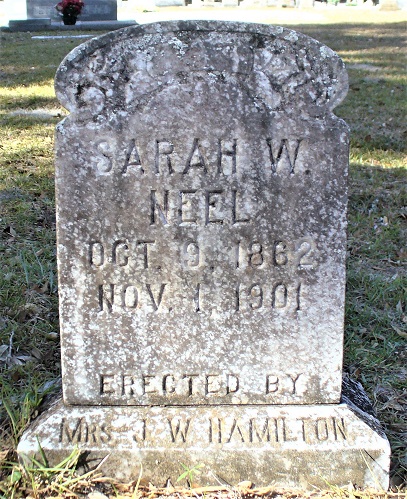 SARAH W.
NEEL
OCT. 9, 1862
NOV. 1, 1901
ERECTED BY
MRS. J. W. HAMILTON